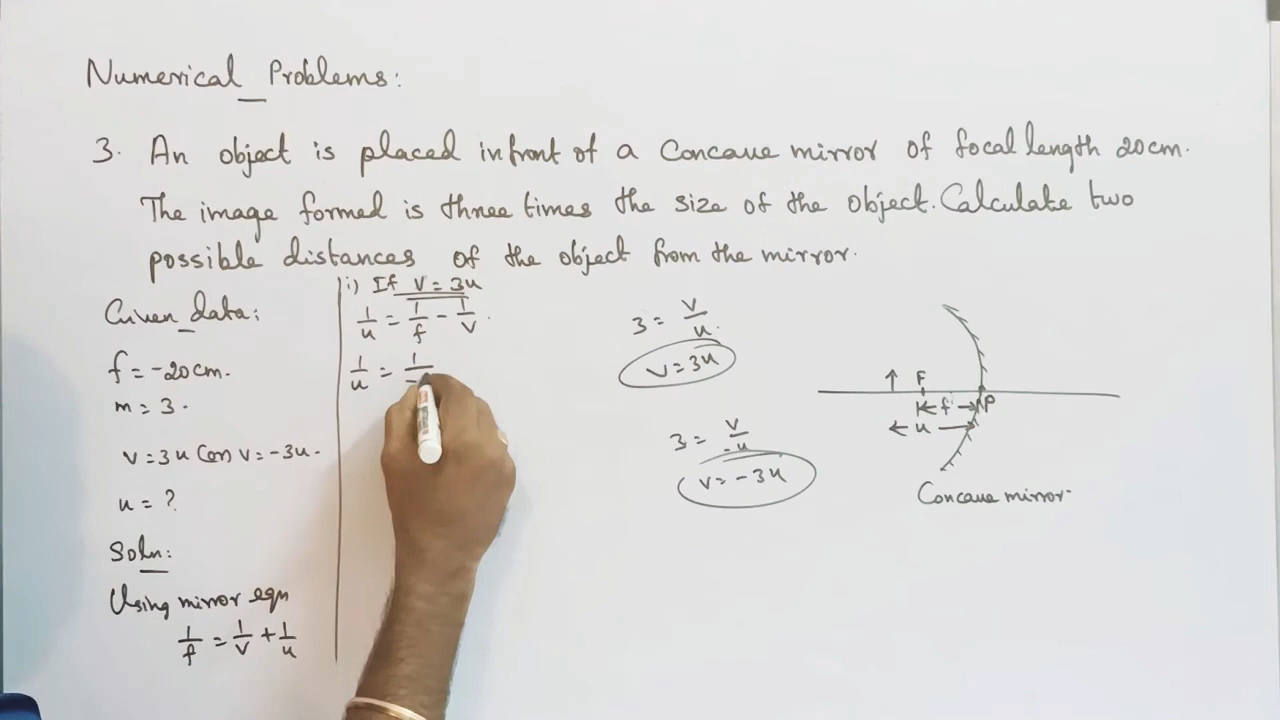 Numerical Problems:
3. An object is placed infront of a Concave mirror of focal length 20cm.
The image formed is three times the size of the object. Calculate two
possible distances of the object from the mirror.
Given data:
f = -20cm.
m = 3.
v = 3u (or) v = -3u.
u = ?
Soln:
Using mirror eqn
1/f = 1/v + 1/u
i) If v = 3u
1/u = 1/f - 1/v.
1/u = 1/-
3 = v/u.
v = 3u
3 = v/-u
v = -3u
F
f P
u
Concave mirror.